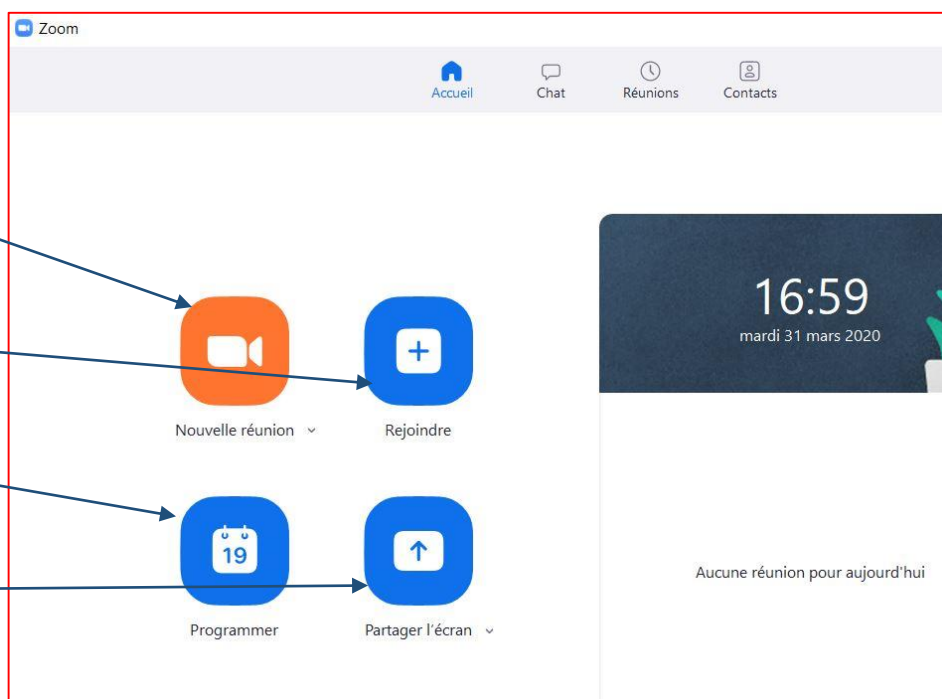 Zoom
Accueil
Chat
Réunions
Contacts
16:59
mardi 31 mars 2020
Nouvelle réunion
Rejoindre
19
Programmer
Partager l'écran
Aucune réunion pour aujourd'hui